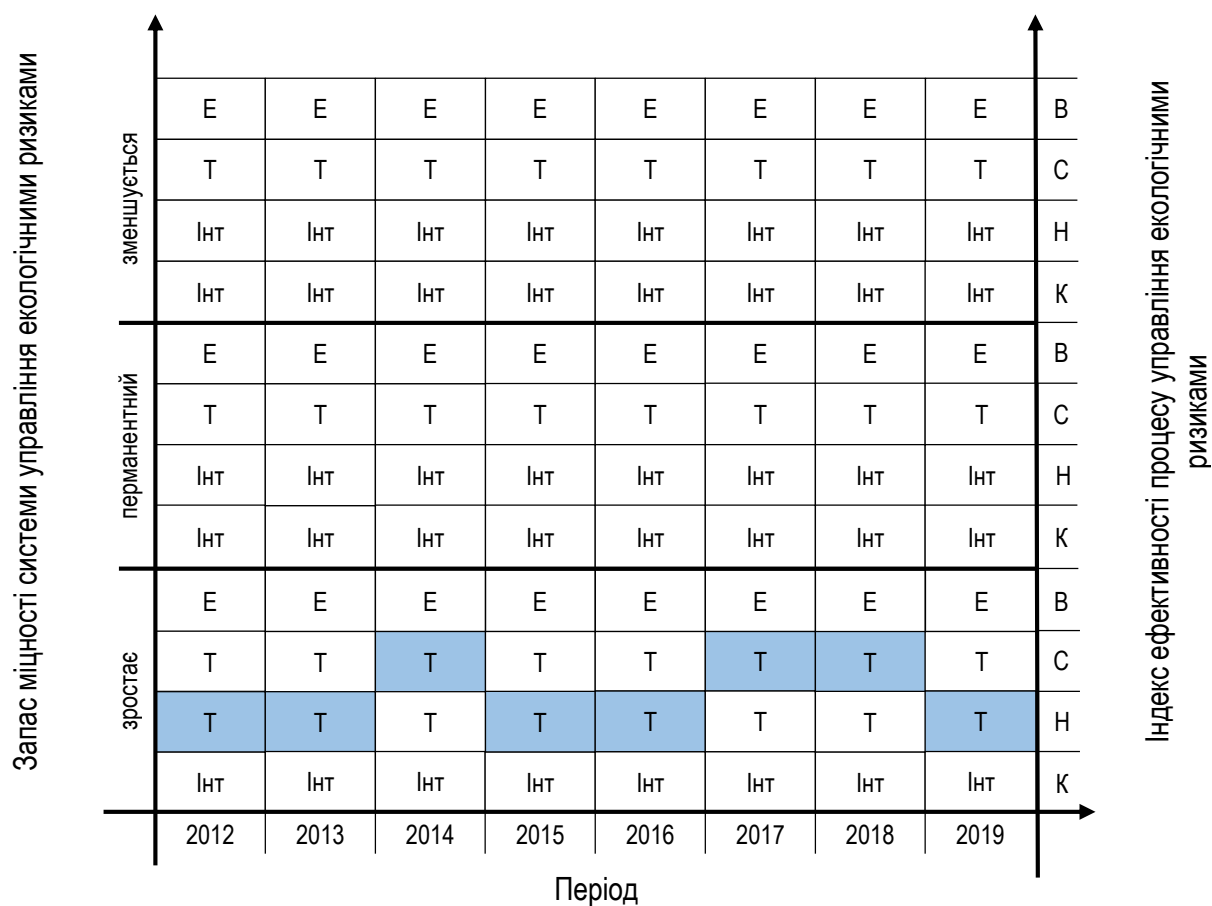 Запас міцності системи управління екологічними ризиками
зменшується
Е Е Е Е Е Е Е Е В
Т Т Т Т Т Т Т Т С
Інт Інт Інт Інт Інт Інт Інт Інт Н
Інт Інт Інт Інт Інт Інт Інт Інт К
перманентний
Е Е Е Е Е Е Е Е В
Т Т Т Т Т Т Т Т С
Інт Інт Інт Інт Інт Інт Інт Інт Н
Інт Інт Інт Інт Інт Інт Інт Інт К
зростає
Е Е Е Е Е Е Е Е В
Т Т Т Т Т Т Т Т С
Т Т Т Т Т Т Т Т Н
Інт Інт Інт Інт Інт Інт Інт Інт К
2012 2013 2014 2015 2016 2017 2018 2019
Період
Індекс ефективності процесу управління екологічними
ризиками